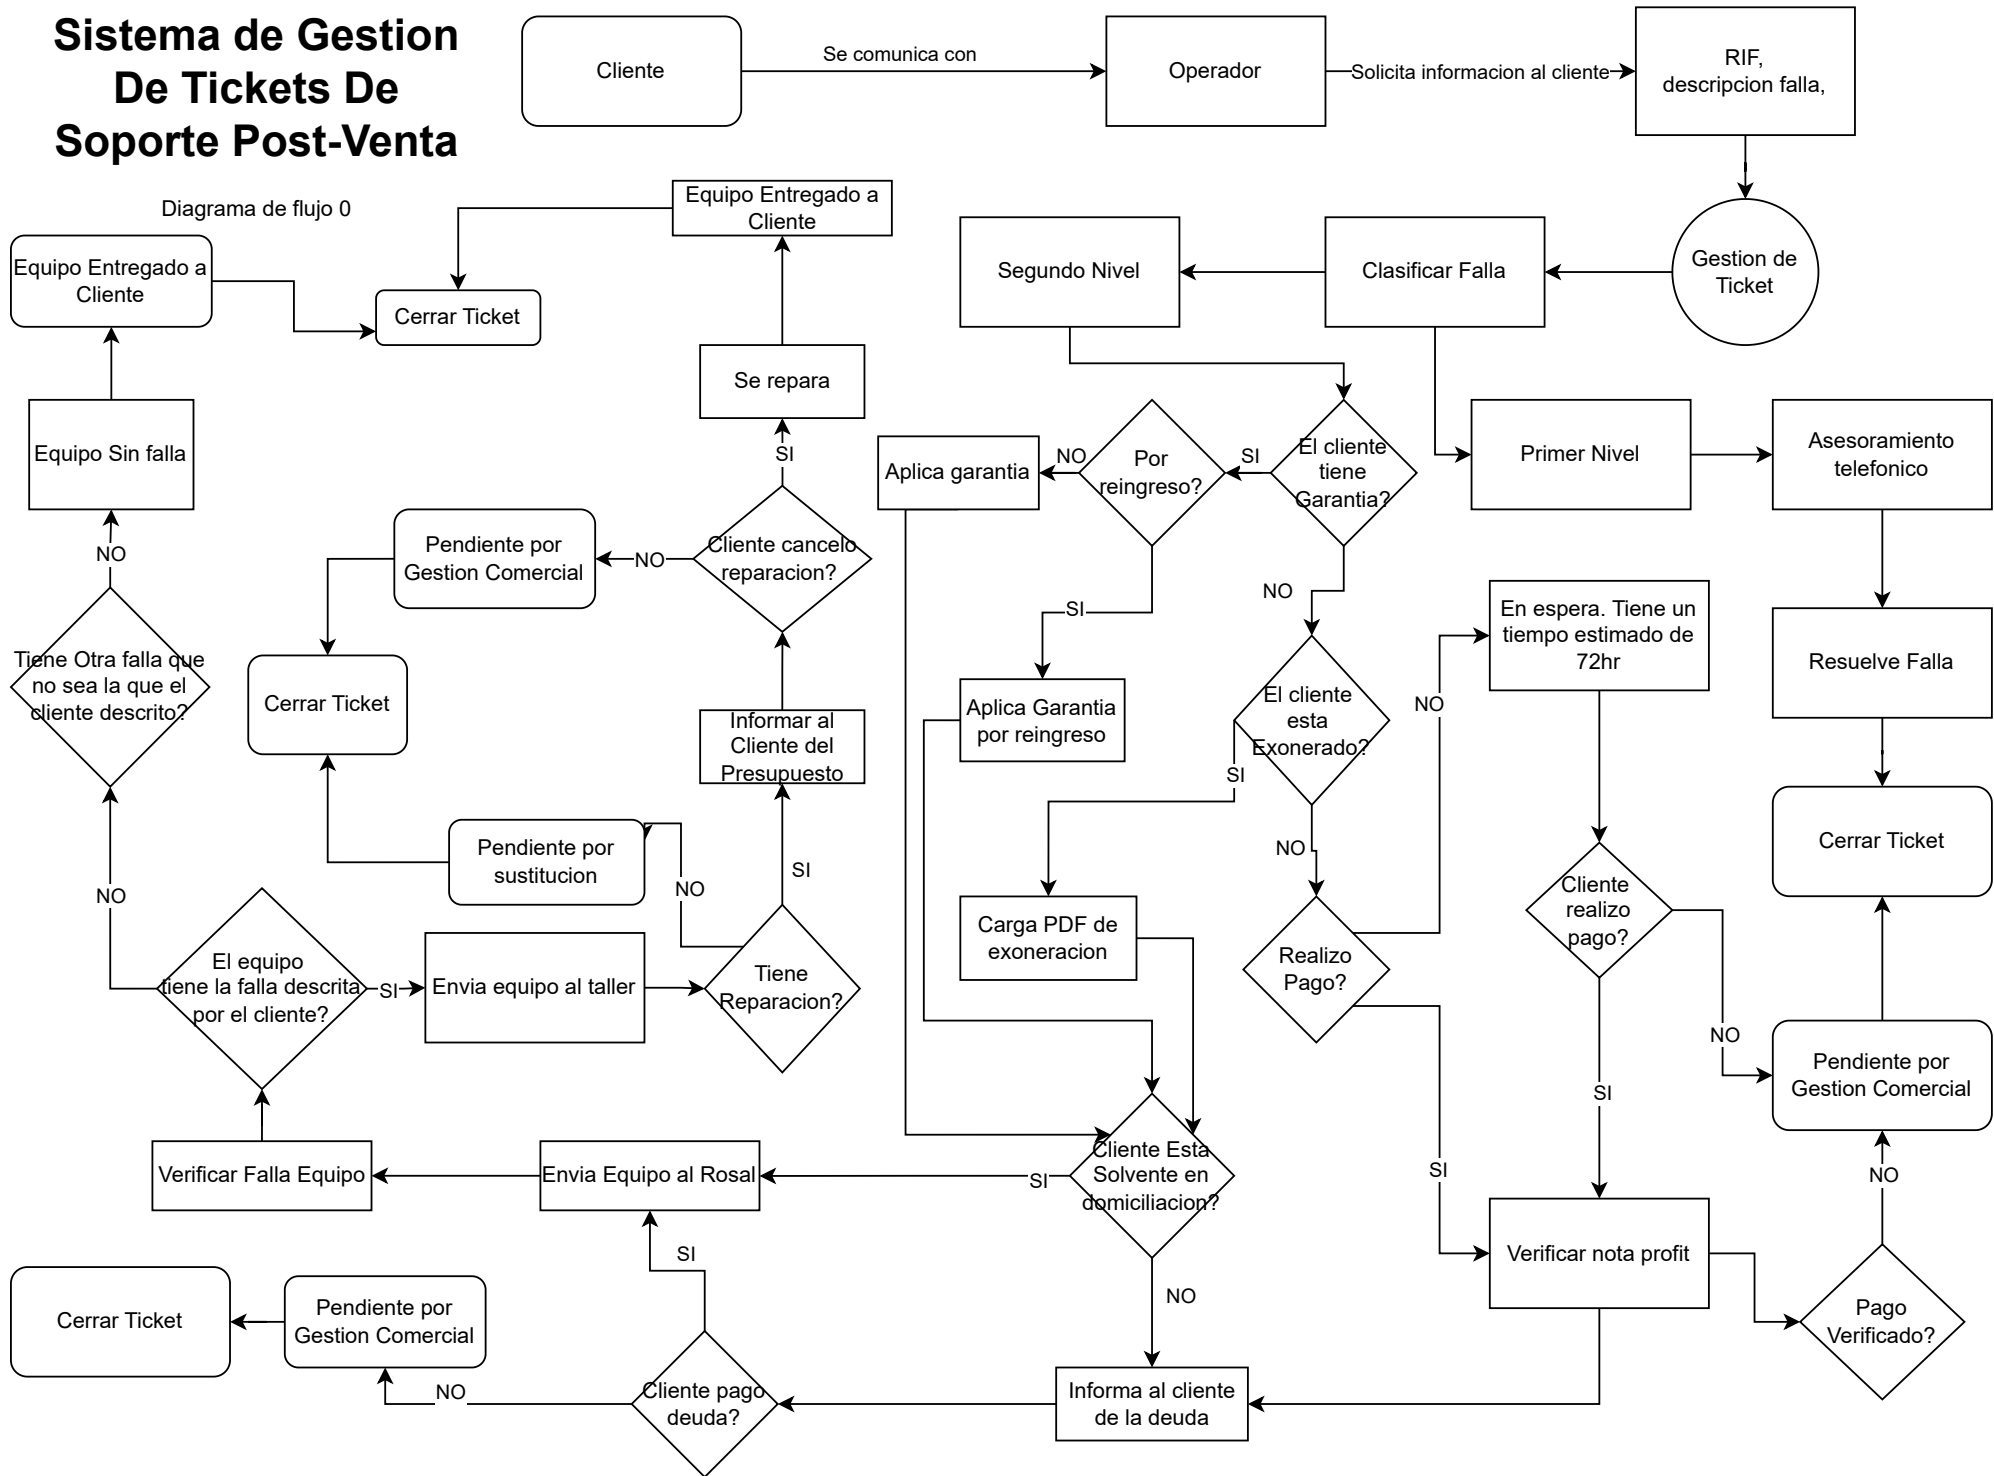 Sistema de Gestion
De Tickets De
Soporte Post-Venta
Diagrama de flujo 0
Cliente
Se comunica con
Operador
Solicita informacion al cliente
RIF,
descripcion falla,
Gestion de
Ticket
Clasificar Falla
Segundo Nivel
Equipo Entregado a
Cliente
Equipo Entregado a
Cliente
Cerrar Ticket
Se repara
SI
Equipo Sin falla
NO
Aplica garantia
NO
Por
reingreso?
SI
El cliente
tiene
Garantia?
Primer Nivel
Asesoramiento
telefonico
Pendiente por
Gestion Comercial
NO
Cliente cancelo
reparacion?
SI
NO
En espera. Tiene un
tiempo estimado de
72hr
Resuelve Falla
Tiene Otra falla que
no sea la que el
cliente descrito?
Cerrar Ticket
Informar al
Cliente del
Presupuesto
Aplica Garantia
por reingreso
El cliente
esta
Exonerado?
SI
NO
NO
Cerrar Ticket
Pendiente por
sustitucion
NO
SI
NO
Carga PDF de
exoneracion
Realizo
Pago?
Cliente
realizo
pago?
El equipo
tiene la falla descrita
por el cliente?
SI
Envia equipo al taller
Tiene
Reparacion?
NO
SI
Pendiente por
Gestion Comercial
Verificar Falla Equipo
Envia Equipo al Rosal
SI
Cliente Esta
Solvente en
domiciliacion?
SI
NO
Verificar nota profit
Pago
Verificado?
Cerrar Ticket
Pendiente por
Gestion Comercial
SI
NO
NO
Cliente pago
deuda?
Informa al cliente
de la deuda